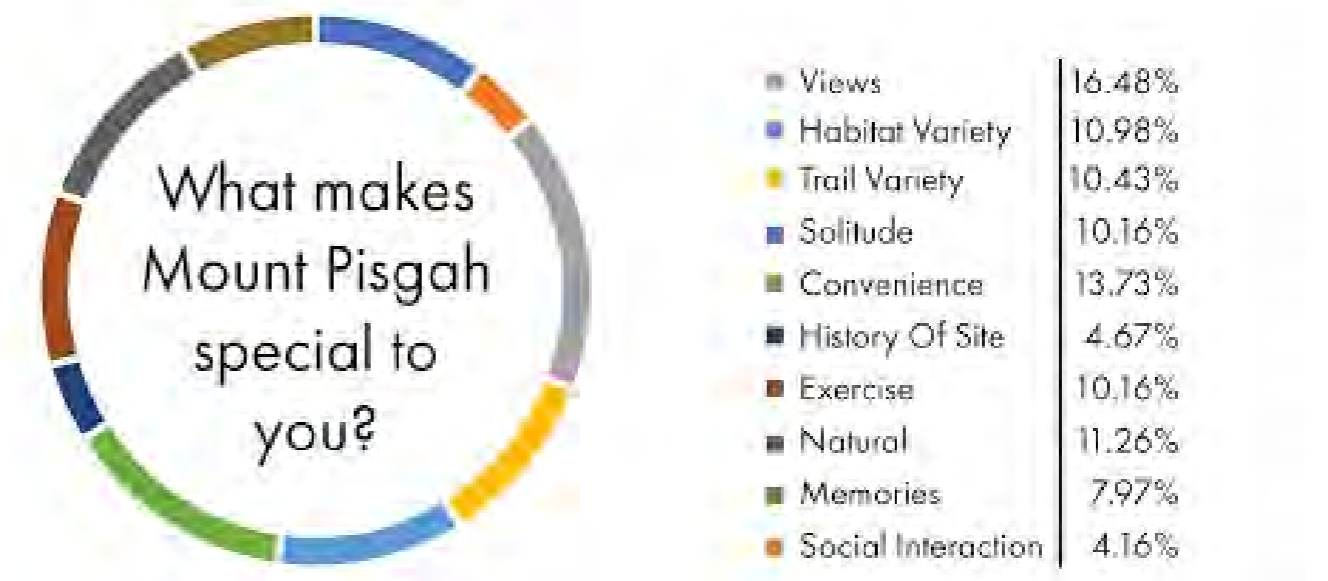 What makes
Mount Pisgah
special to
you?
Views 16.48%
Habitat Variety 10.98%
Trail Variety 10.43%
Solitude 10.16%
Convenience 13.73%
History Of Site 4.67%
Exercise 10.16%
Natural 11.26%
Memories 7.97%
Social Interaction 4.16%